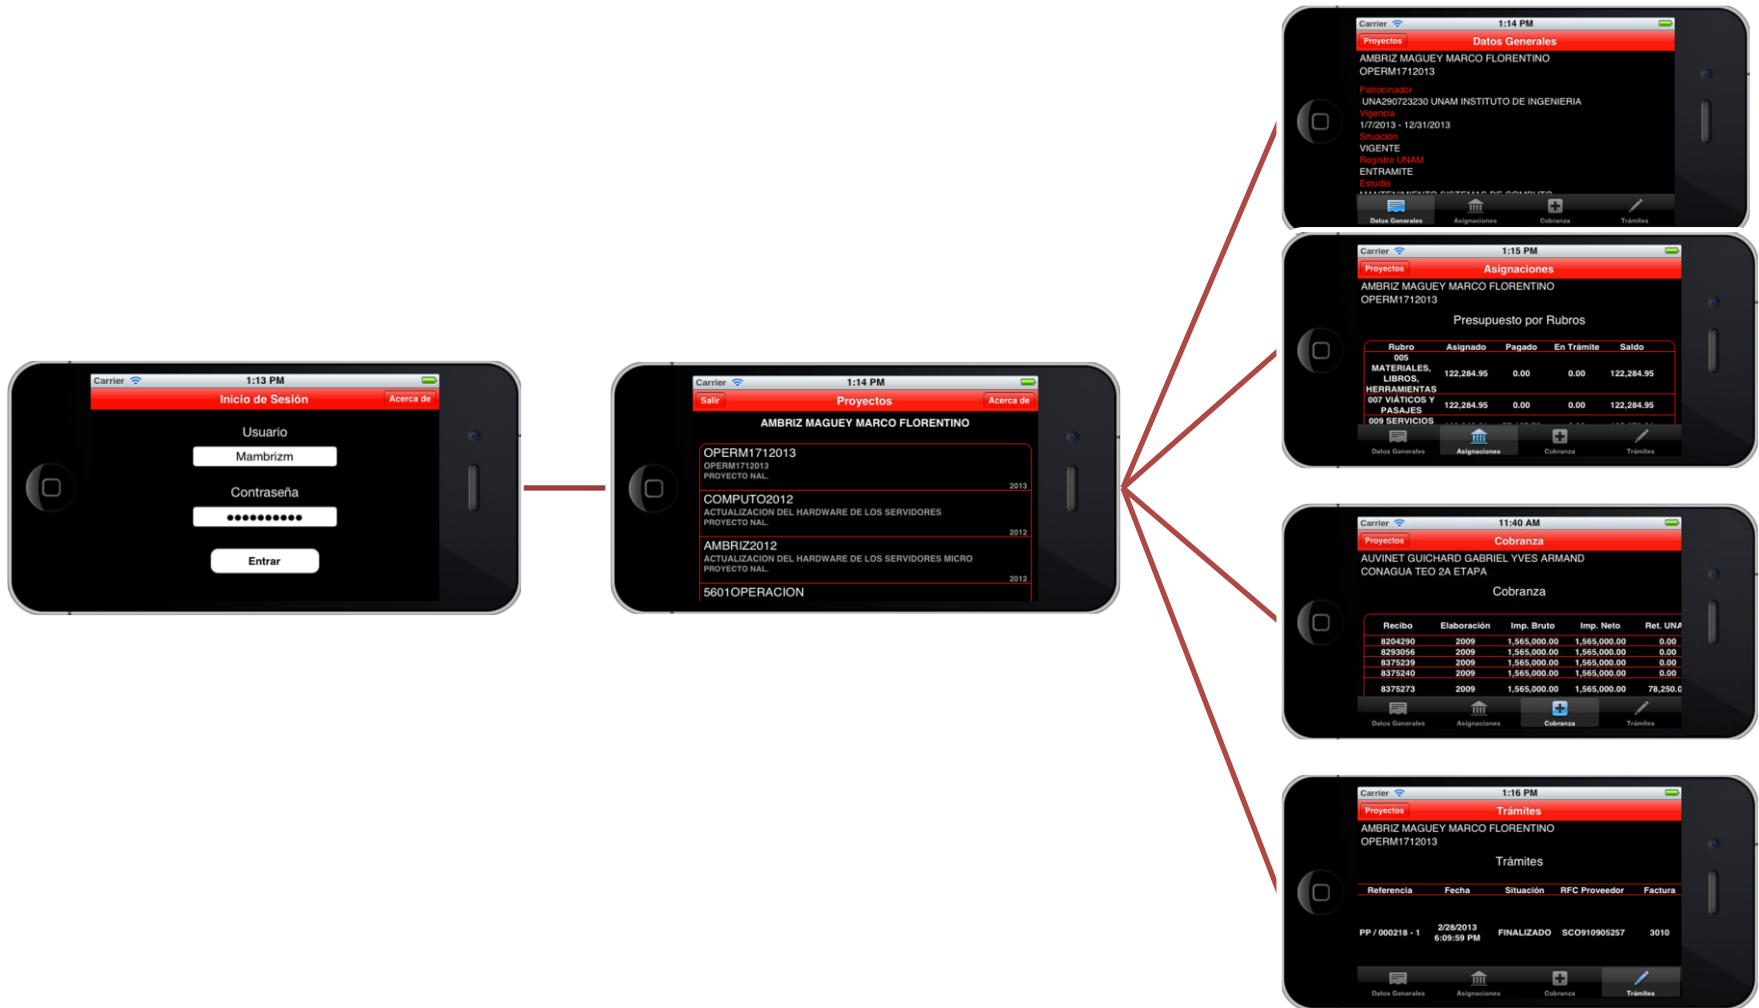 Carrier 1:13 PM
Inicio de Sesión Acerca de
Usuario
Mambrizm
Contraseña
Entrar
Carrier 1:14 PM
Salir Proyectos Acerca de
AMBRIZ MAGUEY MARCO FLORENTINO
OPERM1712013
OPERM1712013
PROYECTO NAL.
2013
COMPUTO2012
ACTUALIZACION DEL HARDWARE DE LOS SERVIDORES
PROYECTO NAL.
2012
AMBRIZ2012
ACTUALIZACION DEL HARDWARE DE LOS SERVIDORES MICRO
PROYECTO NAL.
2012
5601OPERACION
Carrier 1:14 PM
Proyectos Datos Generales
AMBRIZ MAGUEY MARCO FLORENTINO
OPERM1712013
Patrocinador
UNA290723230 UNAM INSTITUTO DE INGENIERIA
Vigencia
1/7/2013 - 12/31/2013
Situación
VIGENTE
Registro UNAM
ENTRAMITE
Estudio
MANTENIMIENTO SISTEMAS DE COMPUTO
Datos Generales Asignaciones Cobranza Trámites
Carrier 1:15 PM
Proyectos Asignaciones
AMBRIZ MAGUEY MARCO FLORENTINO
OPERM1712013
Presupuesto por Rubros
Rubro Asignado Pagado En Trámite Saldo
005
MATERIALES,
LIBROS,
HERRAMIENTAS 122,284.95 0.00 0.00 122,284.95
007 VIÁTICOS Y
PASAJES 122,284.95 0.00 0.00 122,284.95
009 SERVICIOS
Datos Generales Asignaciones Cobranza Trámites
Carrier 11:40 AM
Proyectos Cobranza
AUVINET GUICHARD GABRIEL YVES ARMAND
CONAGUA TEO 2A ETAPA
Cobranza
Recibo Elaboración Imp. Bruto Imp. Neto Ret. UNA
8204290 2009 1,565,000.00 1,565,000.00 0.00
8293056 2009 1,565,000.00 1,565,000.00 0.00
8375239 2009 1,565,000.00 1,565,000.00 0.00
8375240 2009 1,565,000.00 1,565,000.00 0.00
8375273 2009 1,565,000.00 1,565,000.00 78,250.0
Datos Generales Asignaciones Cobranza Trámites
Carrier 1:16 PM
Proyectos Trámites
AMBRIZ MAGUEY MARCO FLORENTINO
OPERM1712013
Trámites
Referencia Fecha Situación RFC Proveedor Factura
PP / 000218 - 1 2/28/2013 6:09:59 PM FINALIZADO SCO910905257 3010
Datos Generales Asignaciones Cobranza Trámites